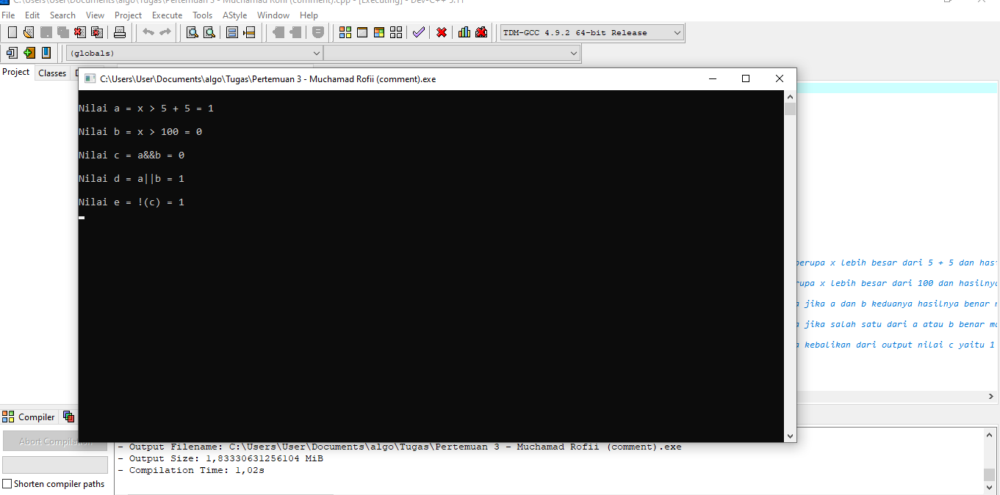 C:\Users\User\Documents\algo\Tugas\Pertemuan 3 - Muchamad Rofii (comment).cpp - [Executing] - Dev-C++ 5.11
File Edit Search View Project Execute Tools AStyle Window Help
TDM-GCC 4.9.2 64-bit Release
(globals)
Project Classes
C:\Users\User\Documents\algo\Tugas\Pertemuan 3 - Muchamad Rofii (comment).exe
Nilai a = x > 5 + 5 = 1
Nilai b = x > 100 = 0
Nilai c = a&&b = 0
Nilai d = a||b = 1
Nilai e = !(c) = 1
berupa x lebih besar dari 5 + 5 dan has
rupa x lebih besar dari 100 dan hasilny
a jika a dan b keduanya hasilnya benar
a jika salah satu dari a atau b benar
a kebalikan dari output nilai c yaitu 1
Compiler
Abort Compilation
- Output Filename: C:\Users\User\Documents\algo\Tugas\Pertemuan 3 - Muchamad Rofii (comment).exe
- Output Size: 1,83330631256104 MiB
- Compilation Time: 1,02s
Shorten compiler paths